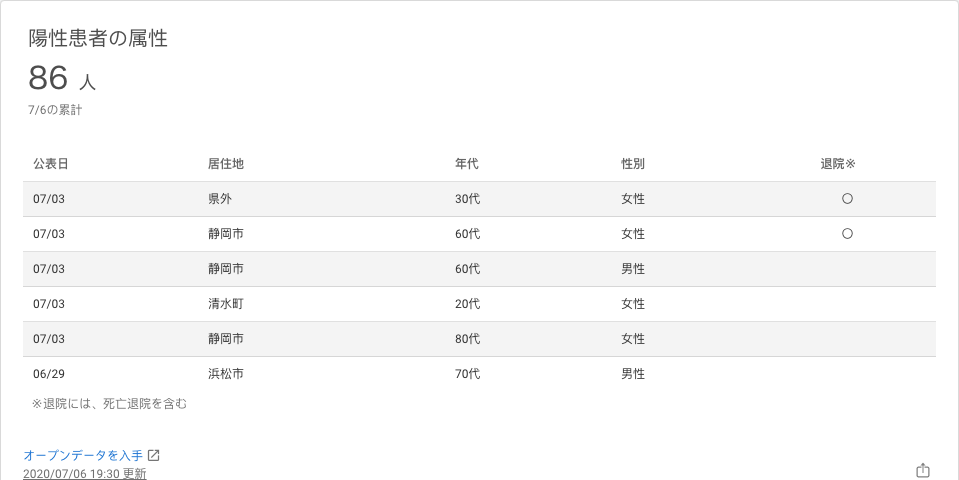 陽性患者の属性
86 人
7/6の累計
公表日 居住地 年代 性別 退院※
07/03 県外 30代 女性 〇
07/03 静岡市 60代 女性 〇
07/03 静岡市 60代 男性
07/03 清水町 20代 女性
07/03 静岡市 80代 女性
06/29 浜松市 70代 男性
※退院には、死亡退院を含む
オープンデータを入手
2020/07/06 19:30 更新